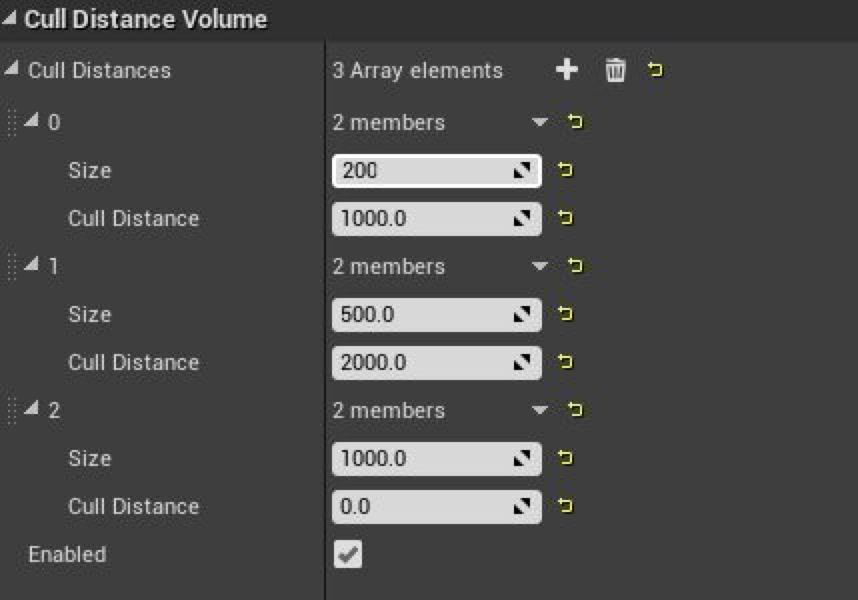 Cull Distance Volume
Cull Distances 3 Array elements
0 2 members
Size 200
Cull Distance 1000.0
1 2 members
Size 500.0
Cull Distance 2000.0
2 2 members
Size 1000.0
Cull Distance 0.0
Enabled